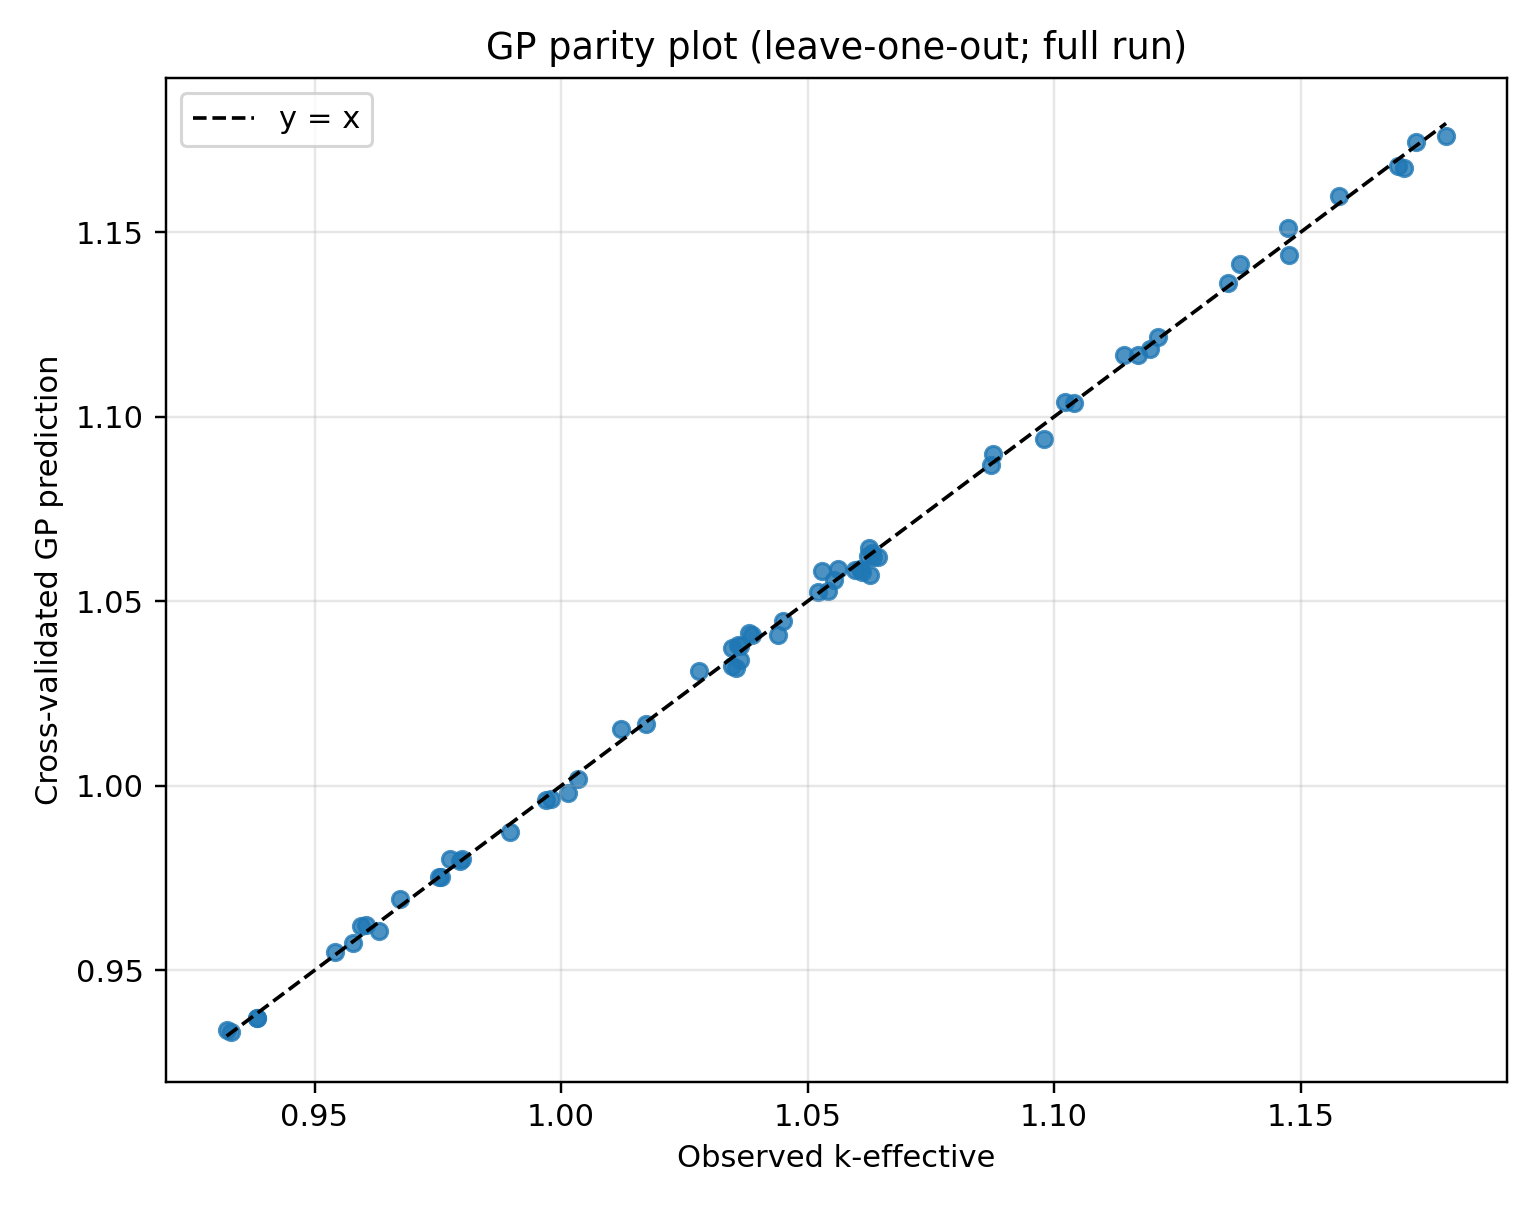 GP parity plot (leave-one-out; full run)
y = x
Cross-validated GP prediction
1.15
1.10
1.05
1.00
0.95
0.95 1.00 1.05 1.10 1.15
Observed k-effective